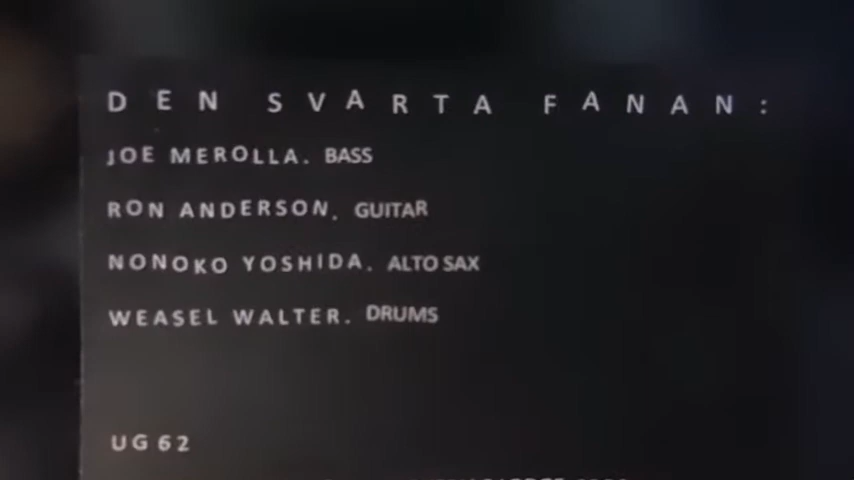 DEN SVARTA FANAN:
JOE MEROLLA. BASS
RON ANDERSON. GUITAR
NONOKO YOSHIDA. ALTO SAX
WEASEL WALTER. DRUMS
UG 62